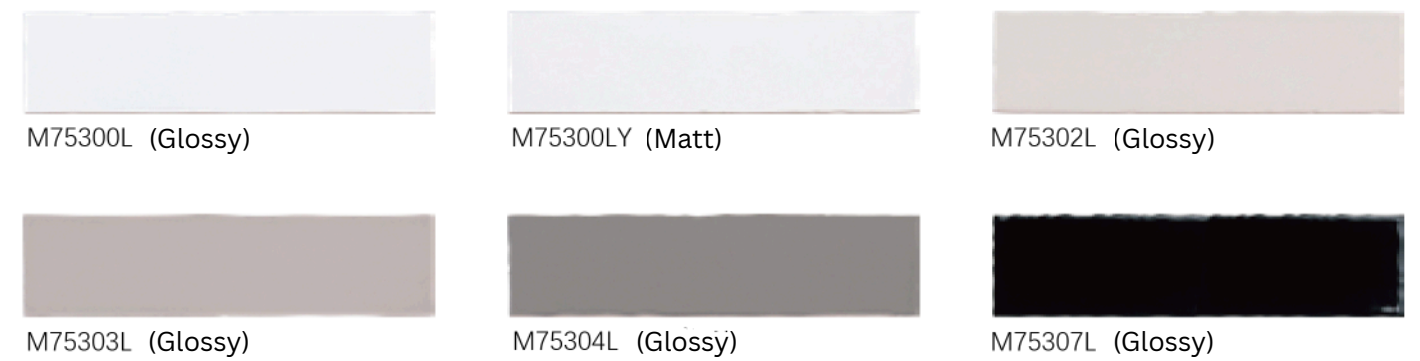 M75300L (Glossy)
M75300LY (Matt)
M75302L (Glossy)
M75303L (Glossy)
M75304L (Glossy)
M75307L (Glossy)